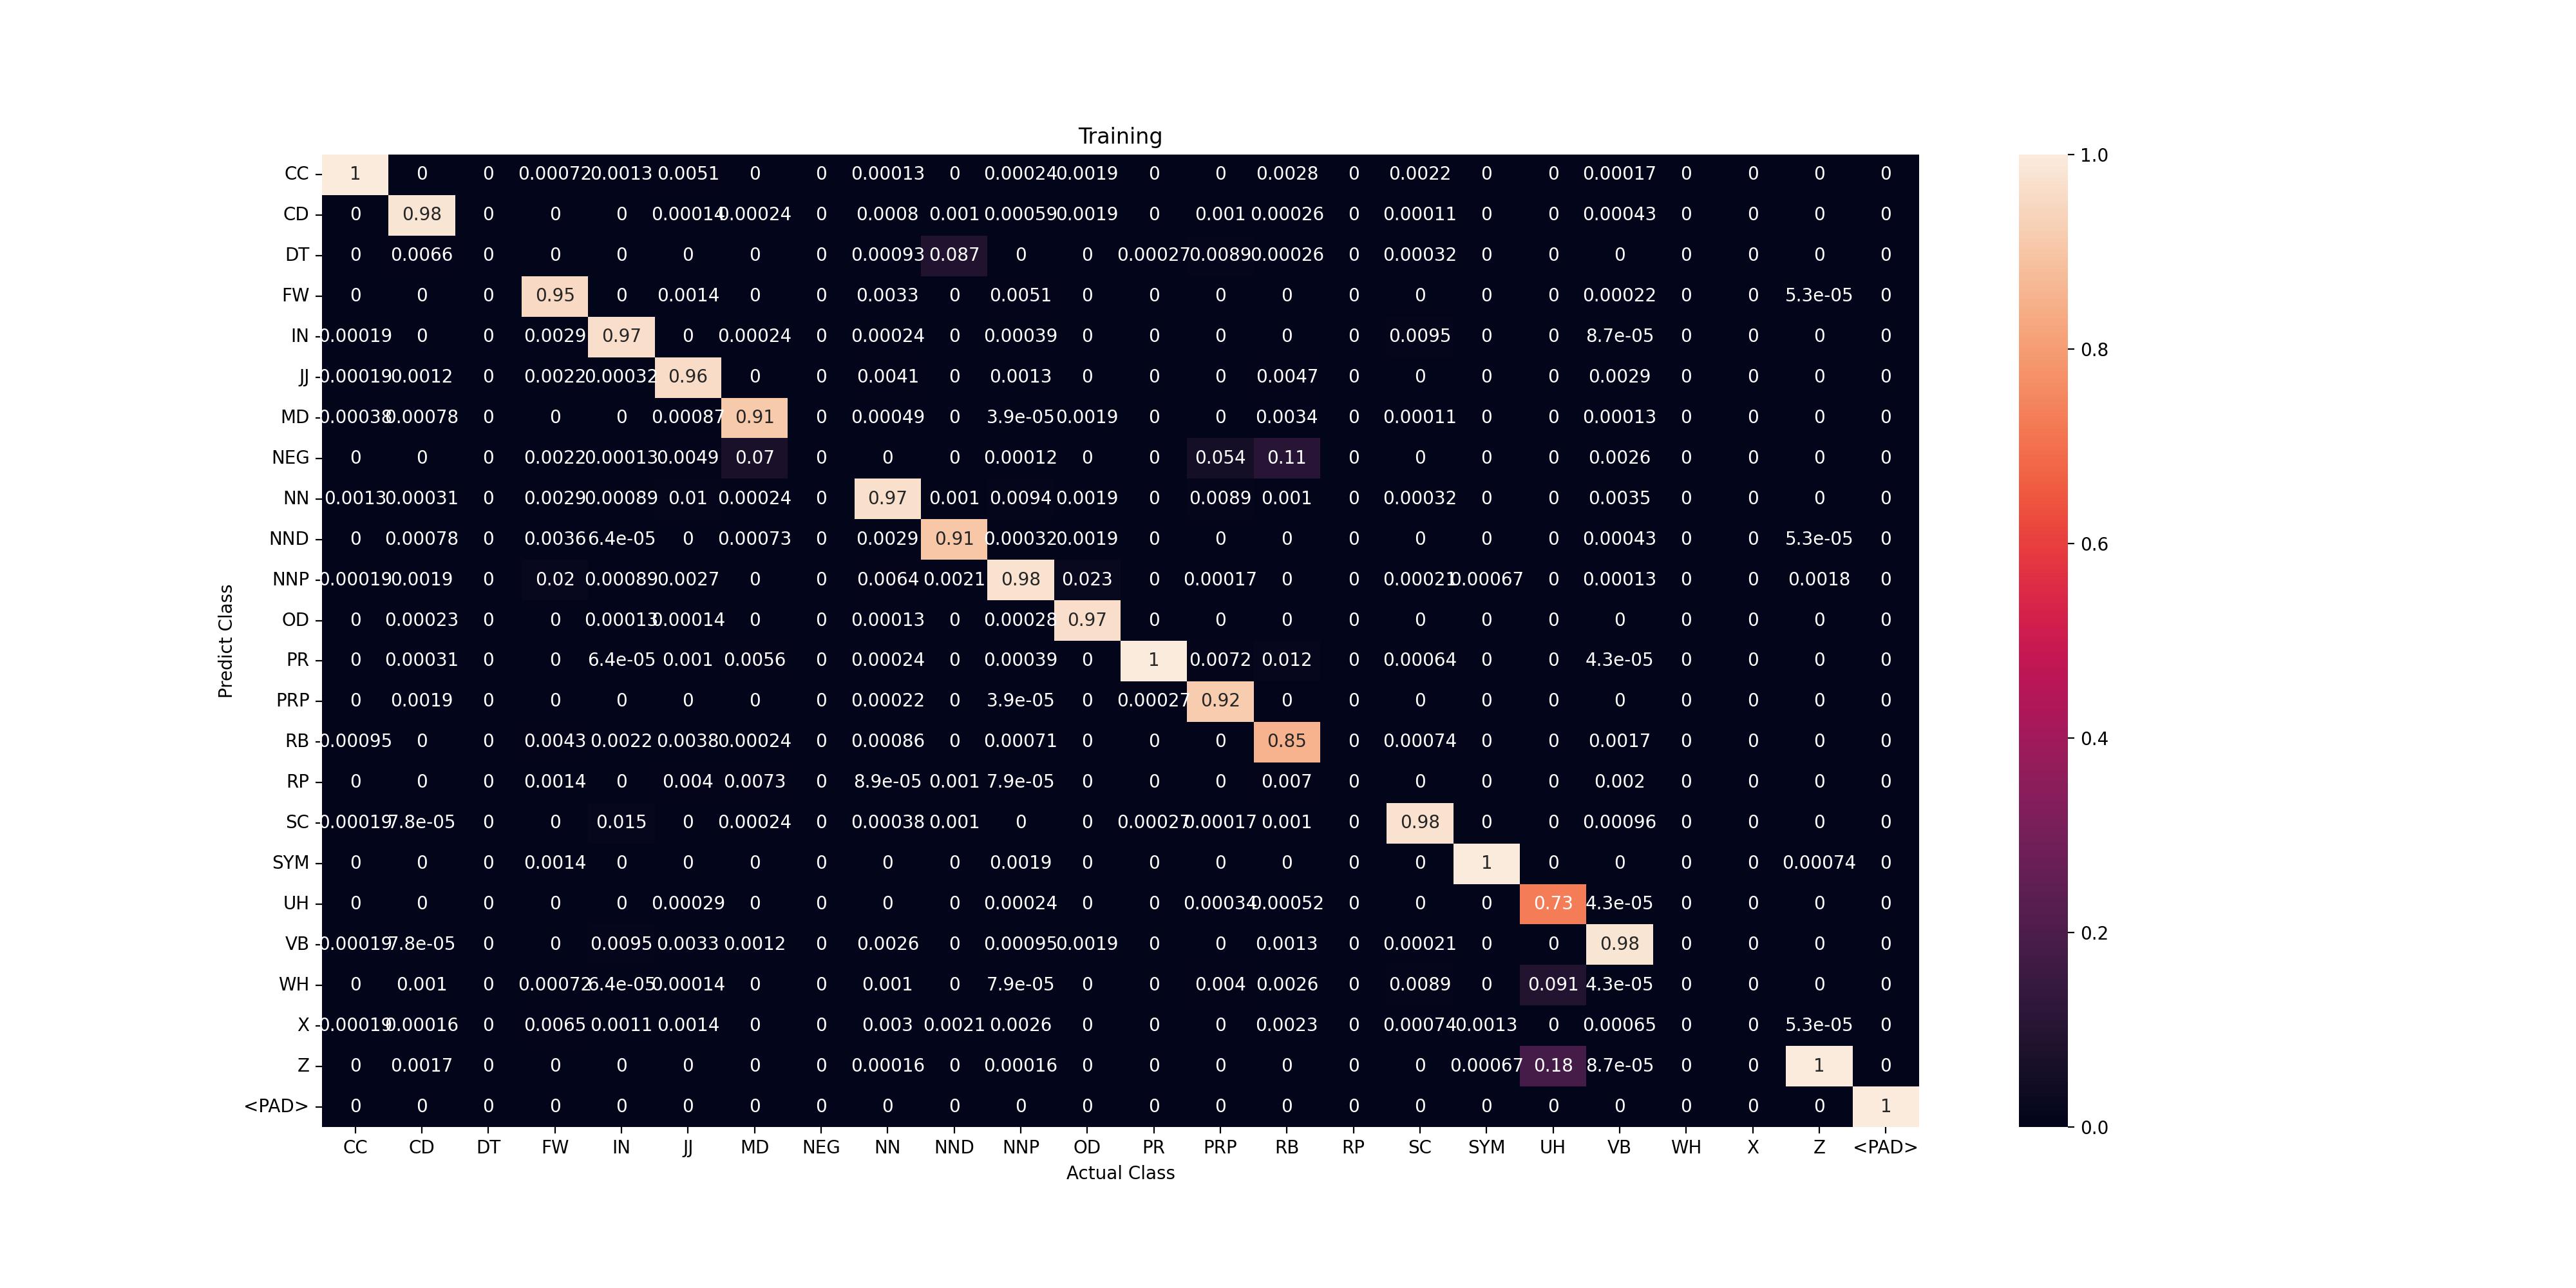 Training
CC 1 0 0 0.00072 0.0013 0.0051 0 0 0.00013 0 0.00024 0.0019 0 0 0.0028 0 0.0022 0 0 0.00017 0 0 0 0 1.0
CD 0 0.98 0 0 0 0.00014 0.00024 0 0.0008 0.001 0.00059 0.0019 0 0.001 0.00026 0 0.00011 0 0 0.00043 0 0 0 0
DT 0 0.0066 0 0 0 0 0 0 0.00093 0.087 0 0 0.00027 0.0089 0.00026 0 0.00032 0 0 0 0 0 0 0
FW 0 0 0 0.95 0 0.0014 0 0 0.0033 0 0.0051 0 0 0 0 0 0 0 0 0.00022 0 0 5.3e-05 0
IN 0.00019 0 0 0.0029 0.97 0 0.00024 0 0.00024 0 0.00039 0 0 0 0 0 0.0095 0 0 8.7e-05 0 0 0 0
0.8
JJ 0.00019 0.0012 0 0.0022 0.00032 0.96 0 0 0.0041 0 0.0013 0 0 0 0.0047 0 0 0 0 0.0029 0 0 0 0
MD 0.00038 0.00078 0 0 0 0.00087 0.91 0 0.00049 0 3.9e-05 0.0019 0 0 0.0034 0 0.00011 0 0 0.00013 0 0 0 0
NEG 0 0 0 0.0022 0.00013 0.0049 0.07 0 0 0 0.00012 0 0 0.054 0.11 0 0 0 0 0.0026 0 0 0 0
NN 0.0013 0.00031 0 0.0029 0.00089 0.01 0.00024 0 0.97 0.001 0.0094 0.0019 0 0.0089 0.001 0 0.00032 0 0 0.0035 0 0 0 0
NND 0 0.00078 0 0.0036 6.4e-05 0 0.00073 0 0.0029 0.91 0.00032 0.0019 0 0 0 0 0 0 0 0.00043 0 0 5.3e-05 0
0.6
NNP 0.00019 0.0019 0 0.02 0.00089 0.0027 0 0 0.0064 0.0021 0.98 0.023 0 0.00017 0 0 0.00021 0.00067 0 0.00013 0 0 0.0018 0
OD 0 0.00023 0 0 0.00013 0.00014 0 0 0.00013 0 0.00028 0.97 0 0 0 0 0 0 0 0 0 0 0 0
Predict Class
PR 0 0.00031 0 0 6.4e-05 0.001 0.0056 0 0.00024 0 0.00039 0 1 0.0072 0.012 0 0.00064 0 0 4.3e-05 0 0 0 0
PRP 0 0.0019 0 0 0 0 0 0 0.00022 0 3.9e-05 0 0.00027 0.92 0 0 0 0 0 0 0 0 0 0
RB 0.00095 0 0 0.0043 0.0022 0.0038 0.00024 0 0.00086 0 0.00071 0 0 0 0.85 0 0.00074 0 0 0.0017 0 0 0 0
0.4
RP 0 0 0 0.0014 0 0.004 0.0073 0 8.9e-05 0.001 7.9e-05 0 0 0 0.007 0 0 0 0 0.002 0 0 0 0
SC 0.00019 7.8e-05 0 0 0.015 0 0.00024 0 0.00038 0.001 0 0 0.00027 0.00017 0.001 0 0.98 0 0 0.00096 0 0 0 0
SYM 0 0 0 0.0014 0 0 0 0 0 0 0.0019 0 0 0 0 0 0 1 0 0 0 0 0.00074 0
UH 0 0 0 0 0 0.00029 0 0 0 0 0.00024 0 0 0.00034 0.00052 0 0 0 0.73 4.3e-05 0 0 0 0
0.2
VB 0.00019 7.8e-05 0 0 0.0095 0.0033 0.0012 0 0.0026 0 0.00095 0.0019 0 0 0.0013 0 0.00021 0 0 0.98 0 0 0 0
WH 0 0.001 0 0.00072 6.4e-05 0.00014 0 0 0.001 0 7.9e-05 0 0 0.004 0.0026 0 0.0089 0 0.091 4.3e-05 0 0 0 0
X 0.00019 0.00016 0 0.0065 0.0011 0.0014 0 0 0.003 0.0021 0.0026 0 0 0 0.0023 0 0.00074 0.0013 0 0.00065 0 0 5.3e-05 0
Z 0 0.0017 0 0 0 0 0 0 0.00016 0 0.00016 0 0 0 0 0 0 0.00067 0.18 8.7e-05 0 0 1 0
<PAD> 0 0 0 0 0 0 0 0 0 0 0 0 0 0 0 0 0 0 0 0 0 0 0 1
0.0
CC CD DT FW IN JJ MD NEG NN NND NNP OD PR PRP RB RP SC SYM UH VB WH X Z <PAD>
Actual Class